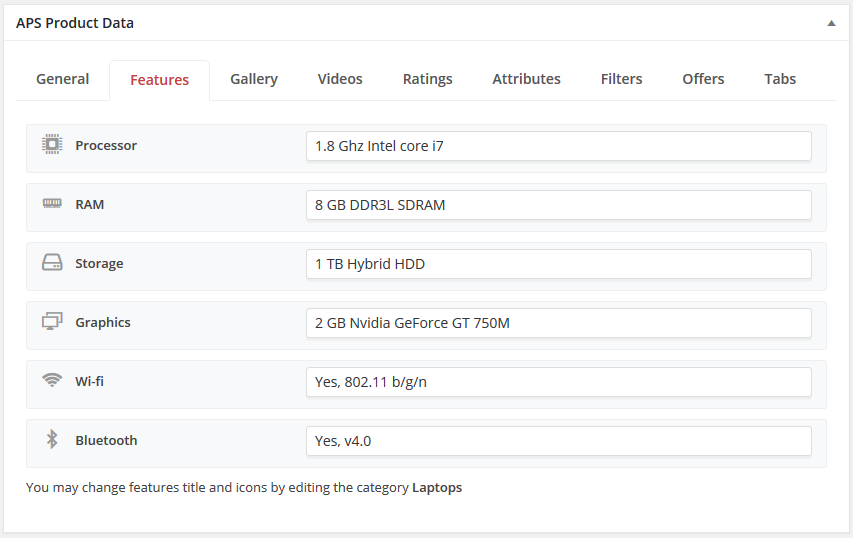 APS Product Data
General Features Gallery Videos Ratings Attributes Filters Offers Tabs
Processor 1.8 Ghz Intel core i7
RAM 8 GB DDR3L SDRAM
Storage 1 TB Hybrid HDD
Graphics 2 GB Nvidia GeForce GT 750M
Wi-fi Yes, 802.11 b/g/n
Bluetooth Yes, v4.0
You may change features title and icons by editing the category Laptops